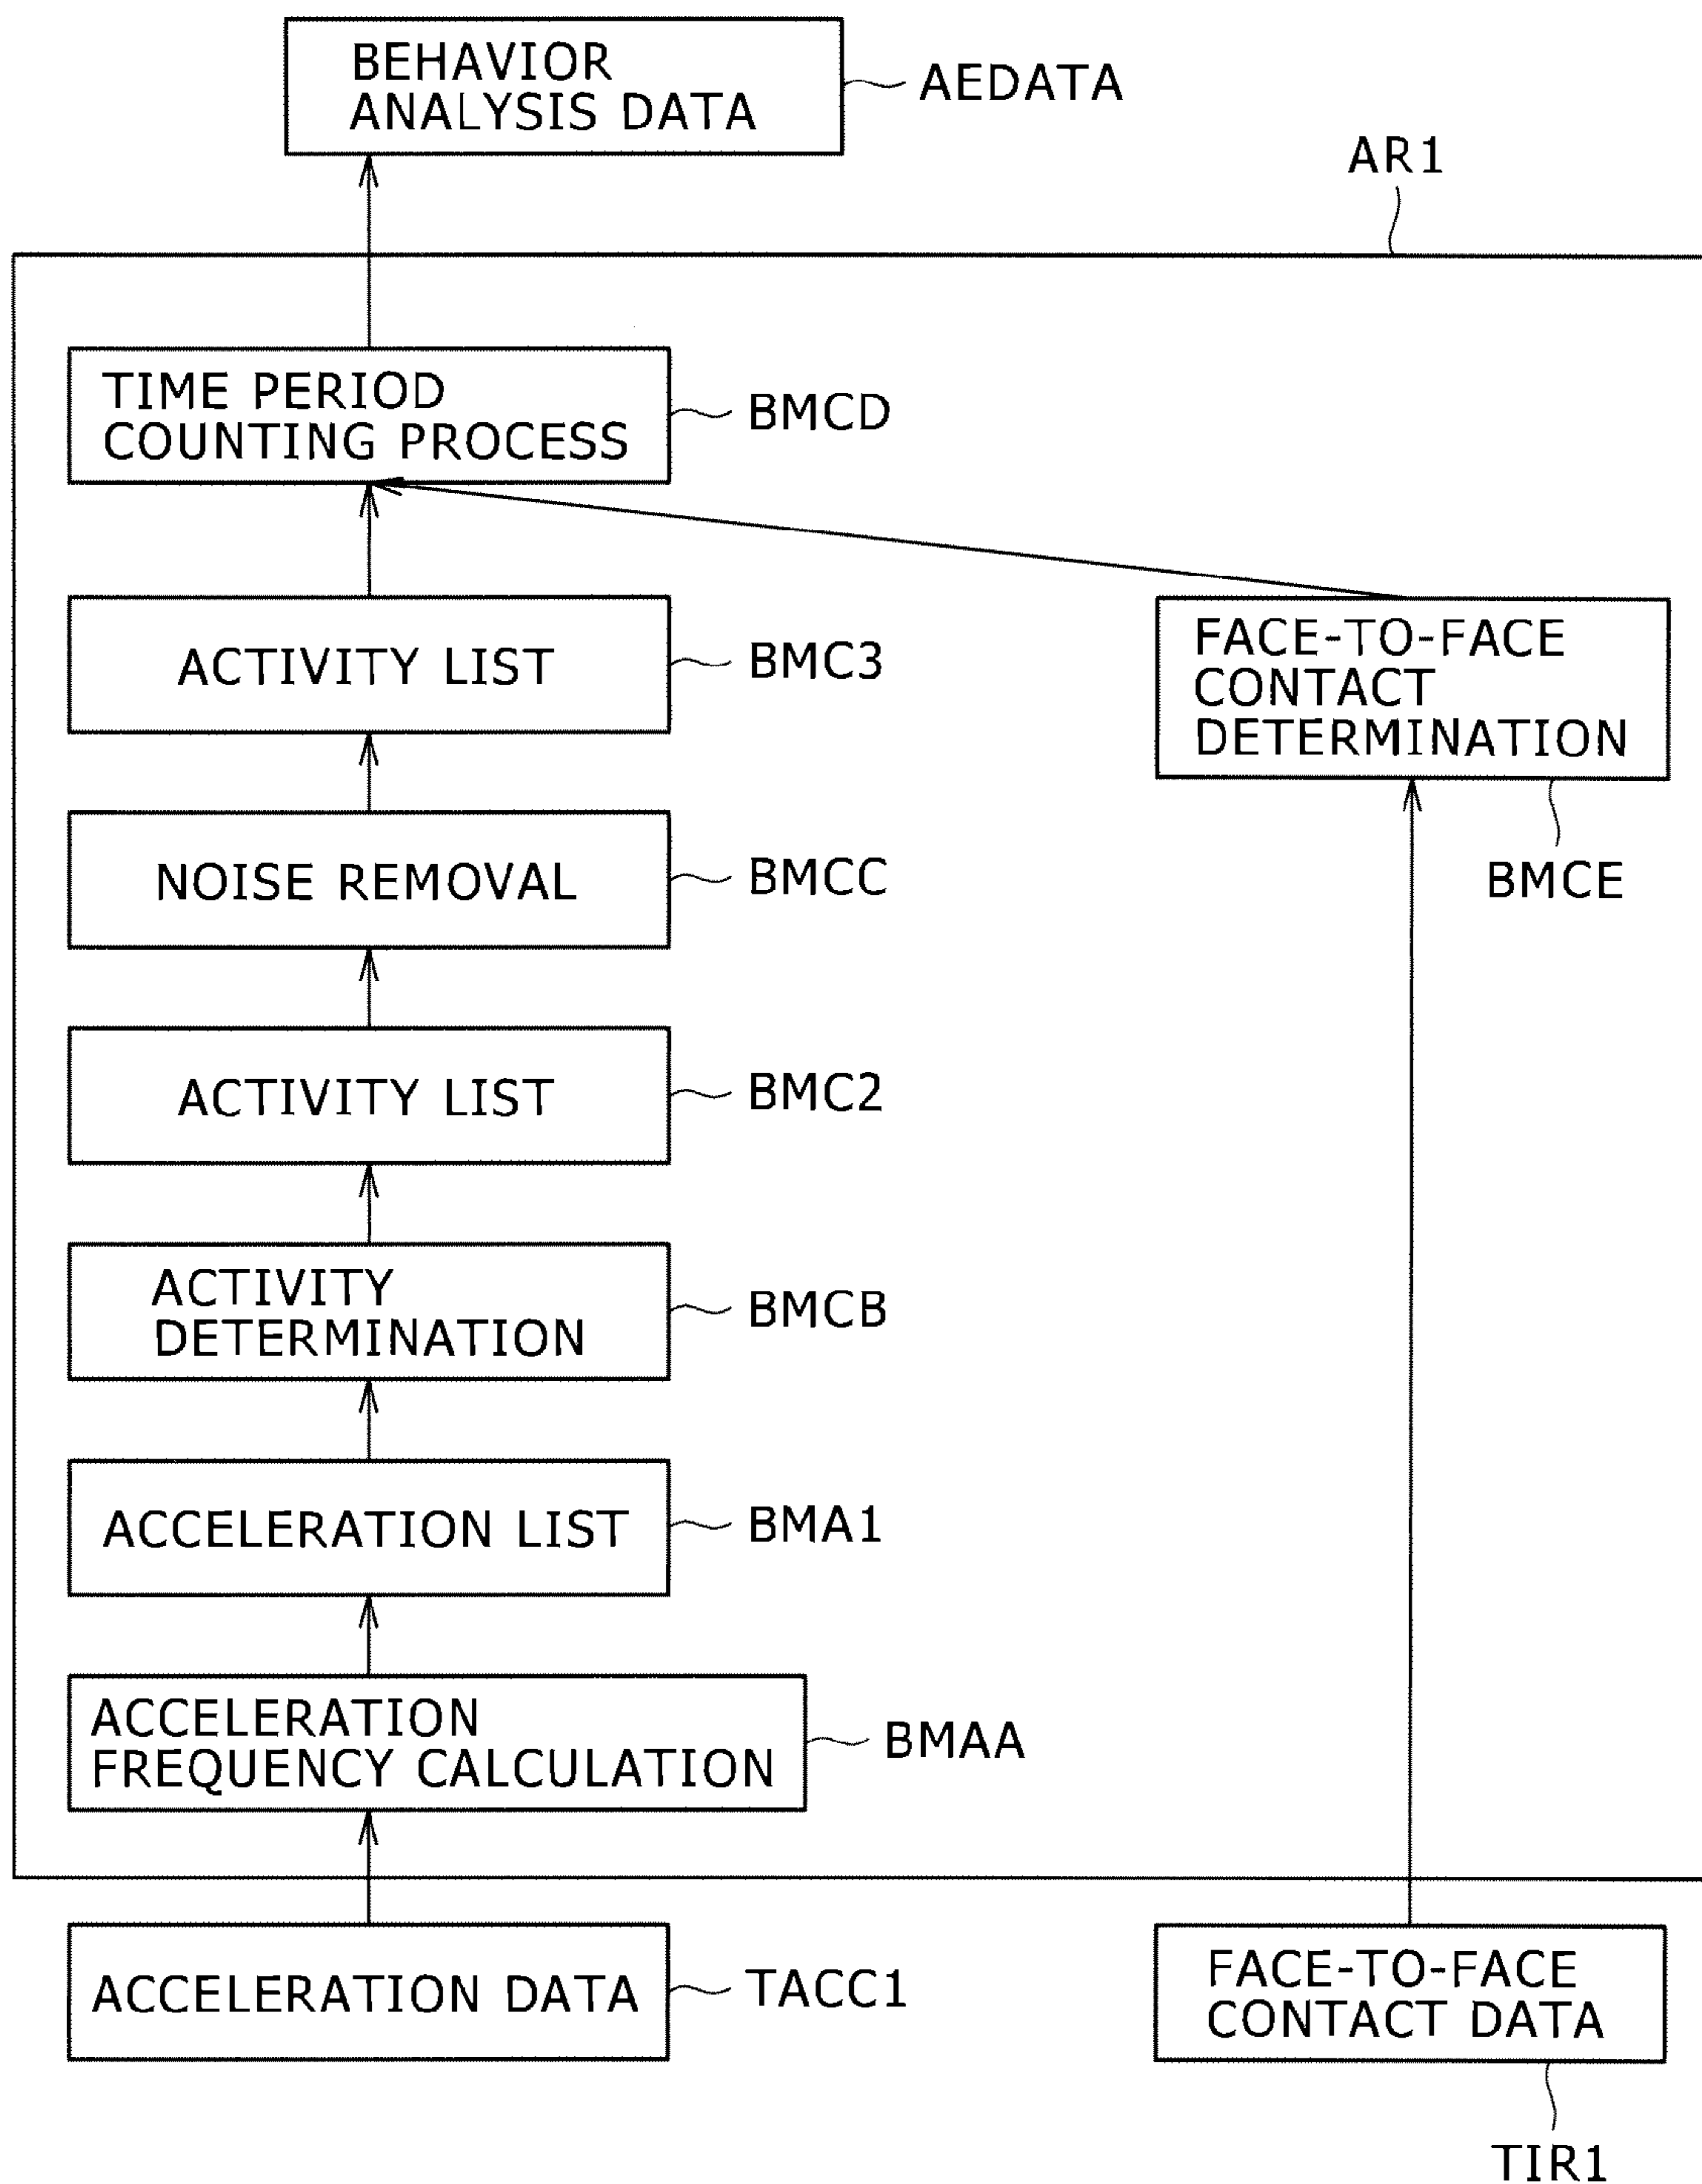 BEHAVIOR
ANALYSIS DATA
AEDATA
AR1
TIME PERIOD
COUNTING PROCESS
BMCD
ACTIVITY LIST
BMC3
FACE-TO-FACE
CONTACT
DETERMINATION
BMCE
NOISE REMOVAL
BMCC
ACTIVITY LIST
BMC2
ACTIVITY
DETERMINATION
BMCB
ACCELERATION LIST
BMA1
ACCELERATION
FREQUENCY CALCULATION
BMAA
ACCELERATION DATA
TACC1
FACE-TO-FACE
CONTACT DATA
TIR1